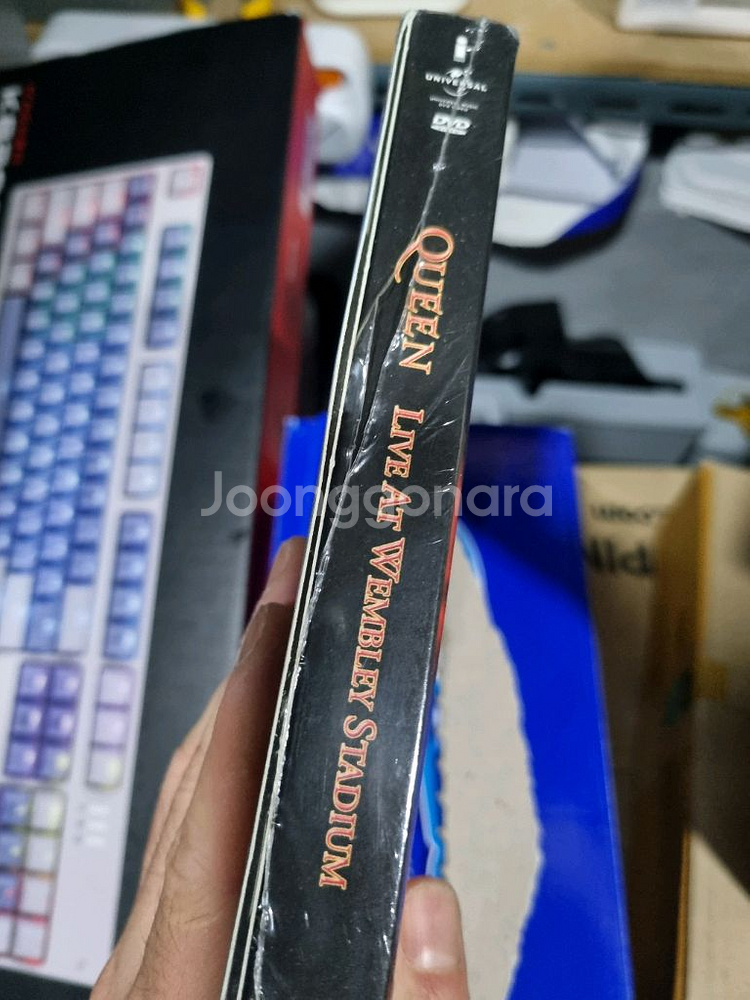 UNIVERSAL
DVD
QUEEN LIVE AT WEMBLEY STADIUM
Joonggonara